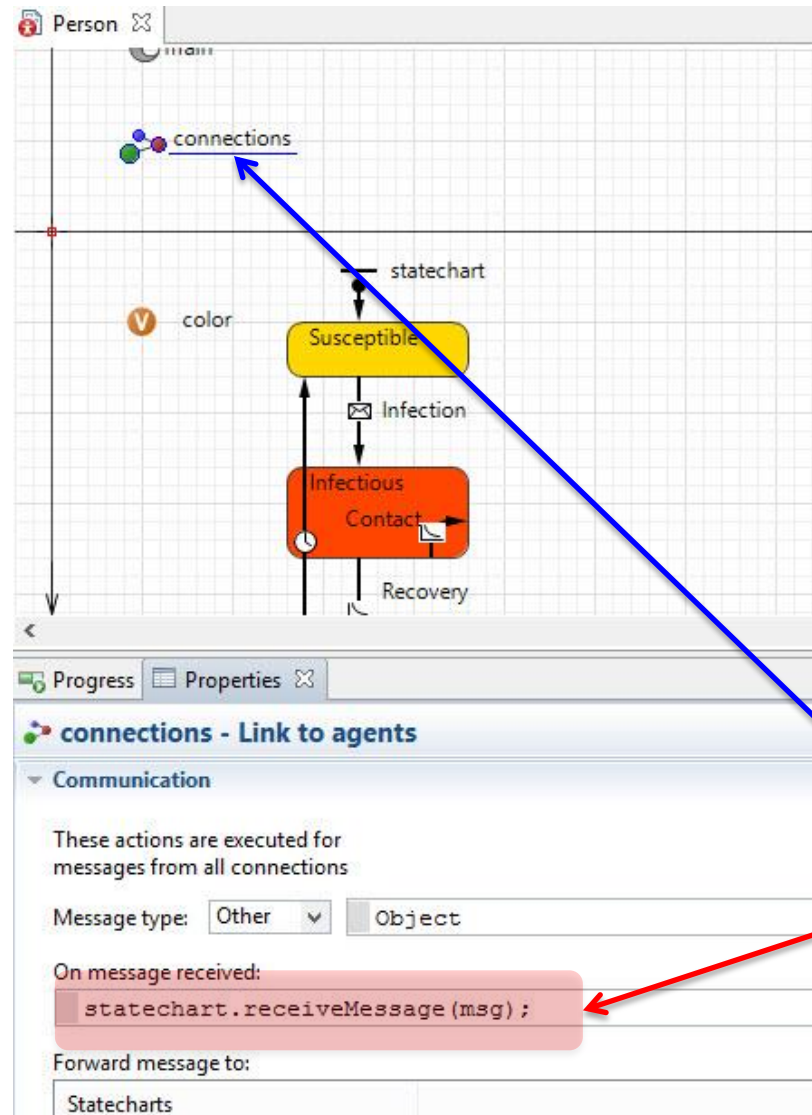 Person
main
connections
statechart
color
Susceptible
Infection
Infectious
Contact
Recovery
Progress
Properties
connections - Link to agents
Communication
These actions are executed for
messages from all connections
Message type: Other Object
On message received:
statechart.receiveMessage(msg);
Forward message to:
Statecharts